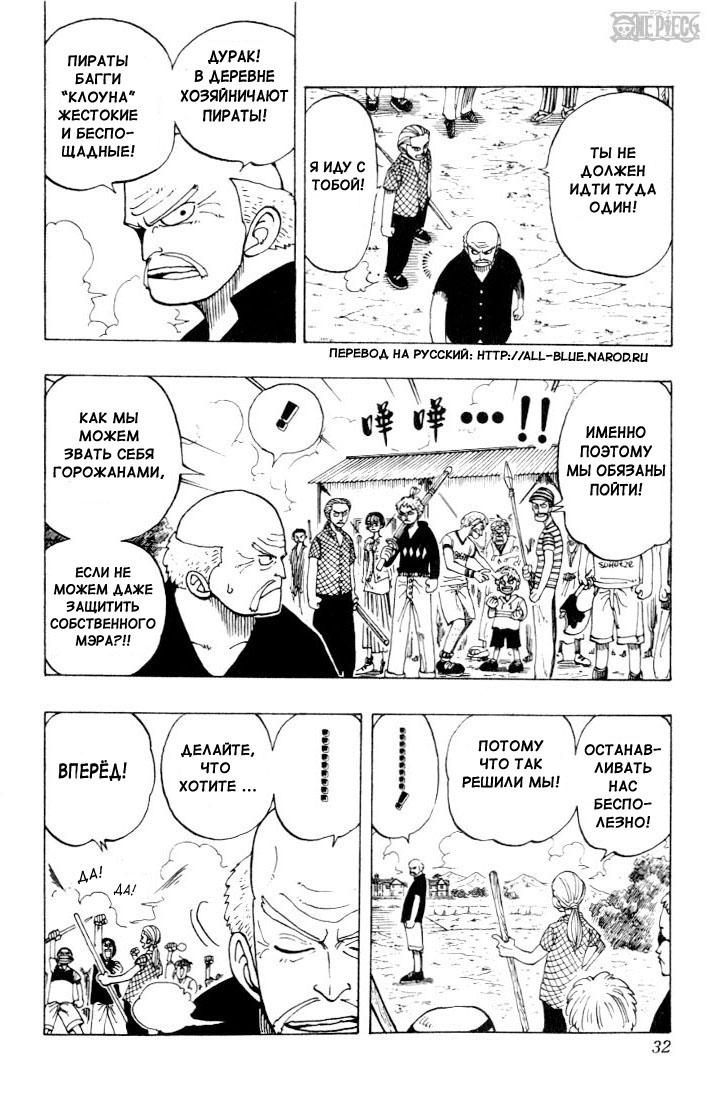 ONE PIECE
ТЫ НЕ
ДОЛЖЕН
ИДТИ ТУДА
ОДИН!
Я ИДУ С
ТОБОЙ!
ДУРАК!
В ДЕРЕВНЕ
ХОЗЯЙНИЧАЮТ
ПИРАТЫ!
ПИРАТЫ
БАГГИ
“КЛОУНА”
ЖЕСТОКИЕ
И БЕСПО-
ЩАДНЫЕ!
ПЕРЕВОД НА РУССКИЙ: HTTP://ALL-BLUE.NAROD.RU
ИМЕННО
ПОЭТОМУ
МЫ ОБЯЗАНЫ
ПОЙТИ!
嘩 嘩...!!
!
КАК МЫ
МОЖЕМ
ЗВАТЬ СЕБЯ
ГОРОЖАНАМИ,
ЕСЛИ НЕ
МОЖЕМ ДАЖЕ
ЗАЩИТИТЬ
СОБСТВЕННОГО
МЭРА?!!
ОСТАНАВ-
ЛИВАТЬ
НАС
БЕСПО-
ЛЕЗНО!
ПОТОМУ
ЧТО ТАК
РЕШИЛИ МЫ!
.........!
.........
ДЕЛАЙТЕ,
ЧТО
ХОТИТЕ ...
ВПЕРЁД!
ДА!
ДА!
32